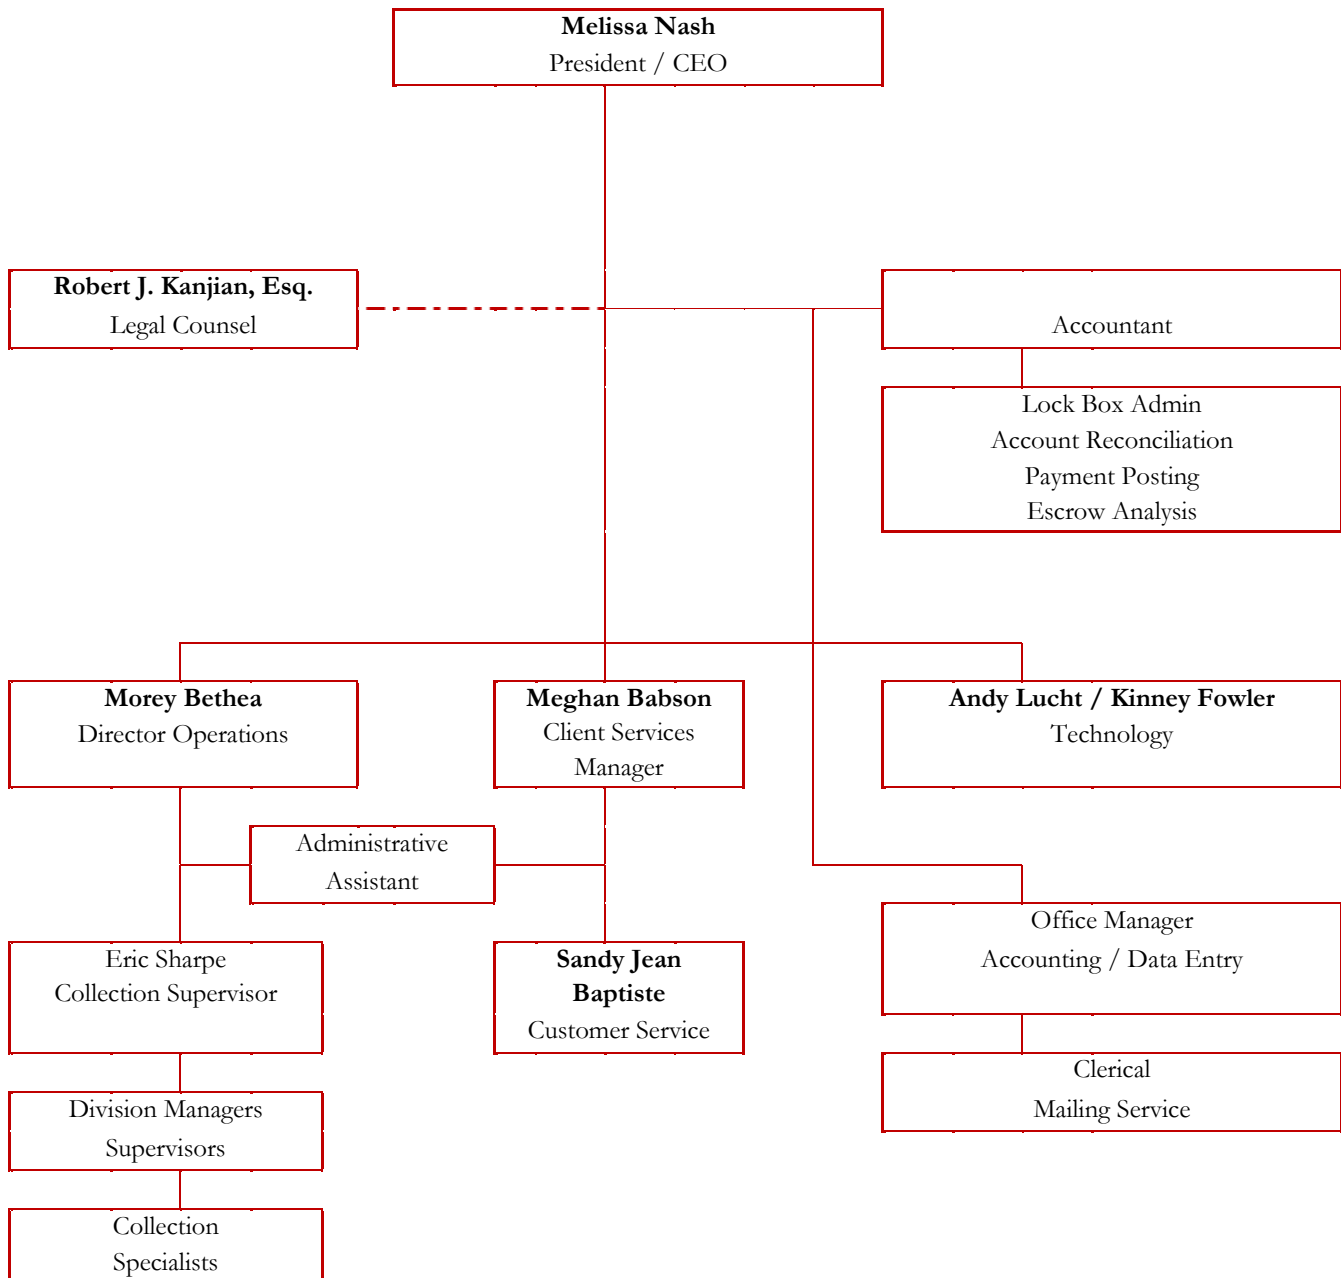 Melissa Nash
President / CEO
Robert J. Kanjian, Esq.
Legal Counsel
Accountant
Lock Box Admin
Account Reconciliation
Payment Posting
Escrow Analysis
Morey Bethea
Director Operations
Meghan Babson
Client Services
Manager
Andy Lucht / Kinney Fowler
Technology
Administrative
Assistant
Eric Sharpe
Collection Supervisor
Sandy Jean
Baptiste
Customer Service
Office Manager
Accounting / Data Entry
Division Managers
Supervisors
Clerical
Mailing Service
Collection
Specialists